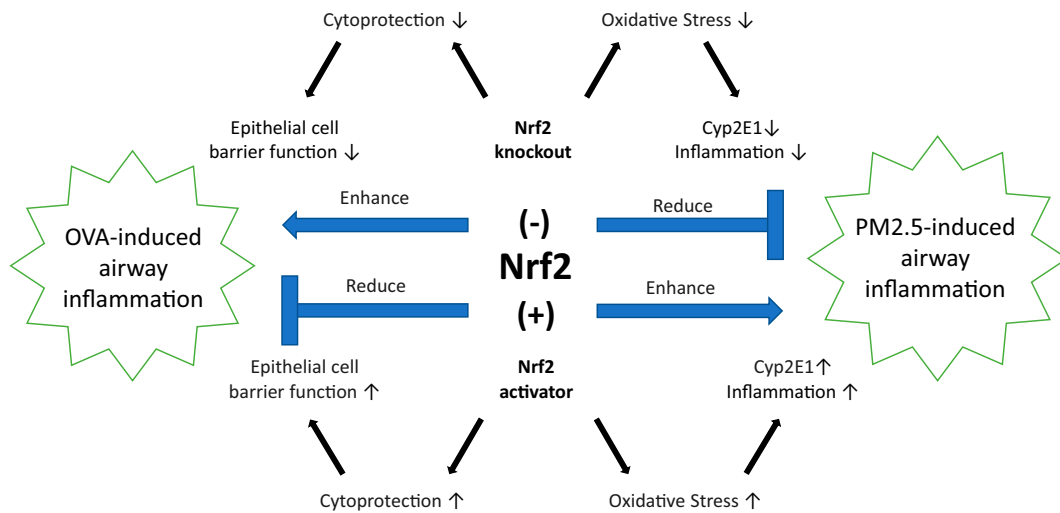 Cytoprotection ↓
Oxidative Stress ↓
Epithelial cell
barrier function ↓
Nrf2
knockout
Cyp2E1↓
Inflammation ↓
Enhance
(-)
Reduce
OVA-induced
airway
inflammation
Nrf2
PM2.5-induced
airway
inflammation
Reduce
(+)
Enhance
Epithelial cell
barrier function ↑
Nrf2
activator
Cyp2E1↑
Inflammation ↑
Cytoprotection ↑
Oxidative Stress ↑